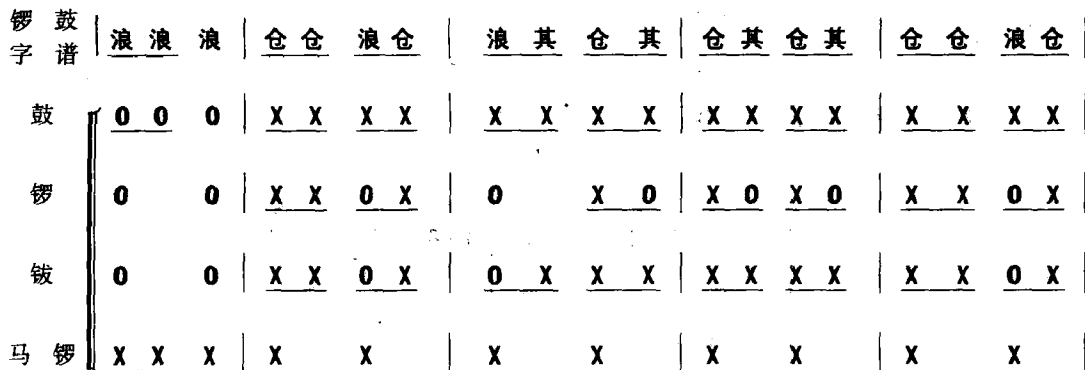 锣 鼓
字 谱 | 浪 浪 浪 | 仓 仓 浪 仓 | 浪 其 仓 其 | 仓 其 仓 其 | 仓 仓 浪 仓 |
鼓 0 0 0 | X X X X | X X X X | X X X X | X X X X |
锣 0 0 | X X 0 X | 0 X 0 | X 0 X 0 | X X 0 X |
钹 0 0 | X X 0 X | 0 X X X | X X X X | X X 0 X |
马 锣 X X X | X X | X X | X X | X X |